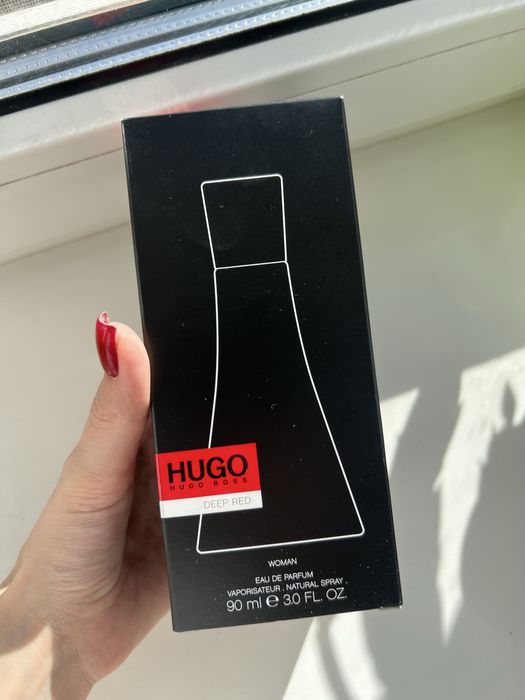 HUGO
HUGO BOSS
DEEP RED
WOMAN
EAU DE PARFUM
VAPORISATEUR . NATURAL SPRAY .
90 ml ℮ 3.0 FL. OZ.